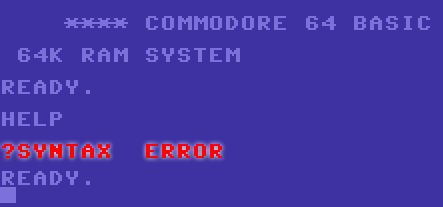 **** COMMODORE 64 BASIC
64K RAM SYSTEM
READY.
HELP
?SYNTAX ERROR
READY.